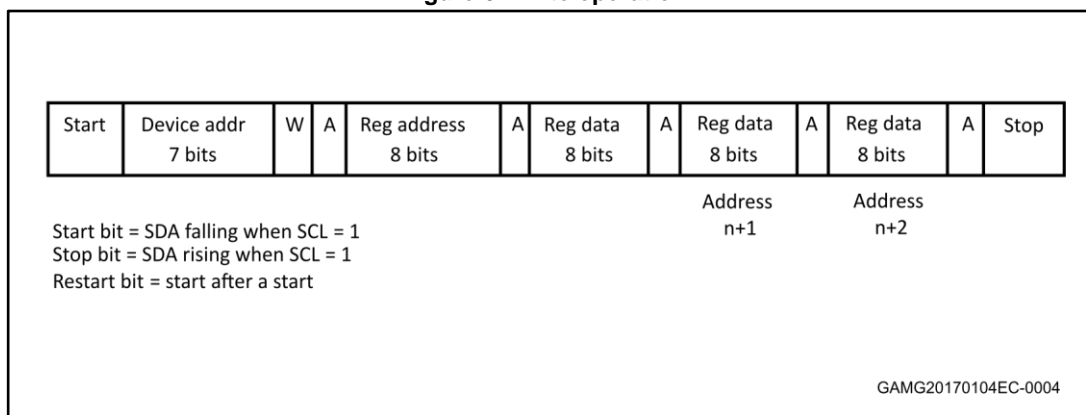 Start Device addr W A Reg address A Reg data A Reg data A Reg data A Stop
7 bits 8 bits 8 bits 8 bits 8 bits
Address Address
n+1 n+2
Start bit = SDA falling when SCL = 1
Stop bit = SDA rising when SCL = 1
Restart bit = start after a start
GAMG20170104EC-0004